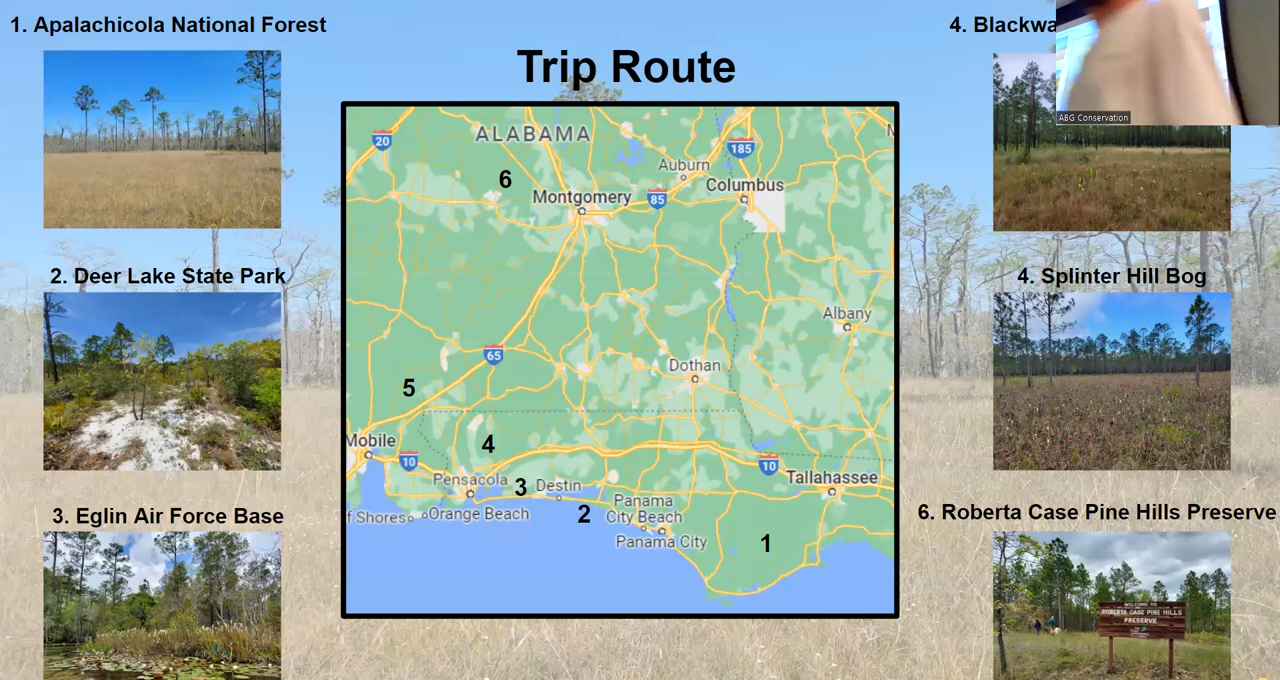 1. Apalachicola National Forest
Trip Route
2. Deer Lake State Park
3. Eglin Air Force Base
ALABAMA
20
185
Auburn
6
Columbus
Montgomery
85
Albany
65
Dothan
5
4
Mobile
10
10
Pensacola
3
Destin
Tallahassee
f Shores
Orange Beach
2
Panama
City Beach
Panama City
1
4.
ABG Conservation
4. Splinter Hill Bog
6. Roberta Case Pine Hills Preserve
WELCOME TO
ROBERTA CASE PINE HILLS
PRESERVE